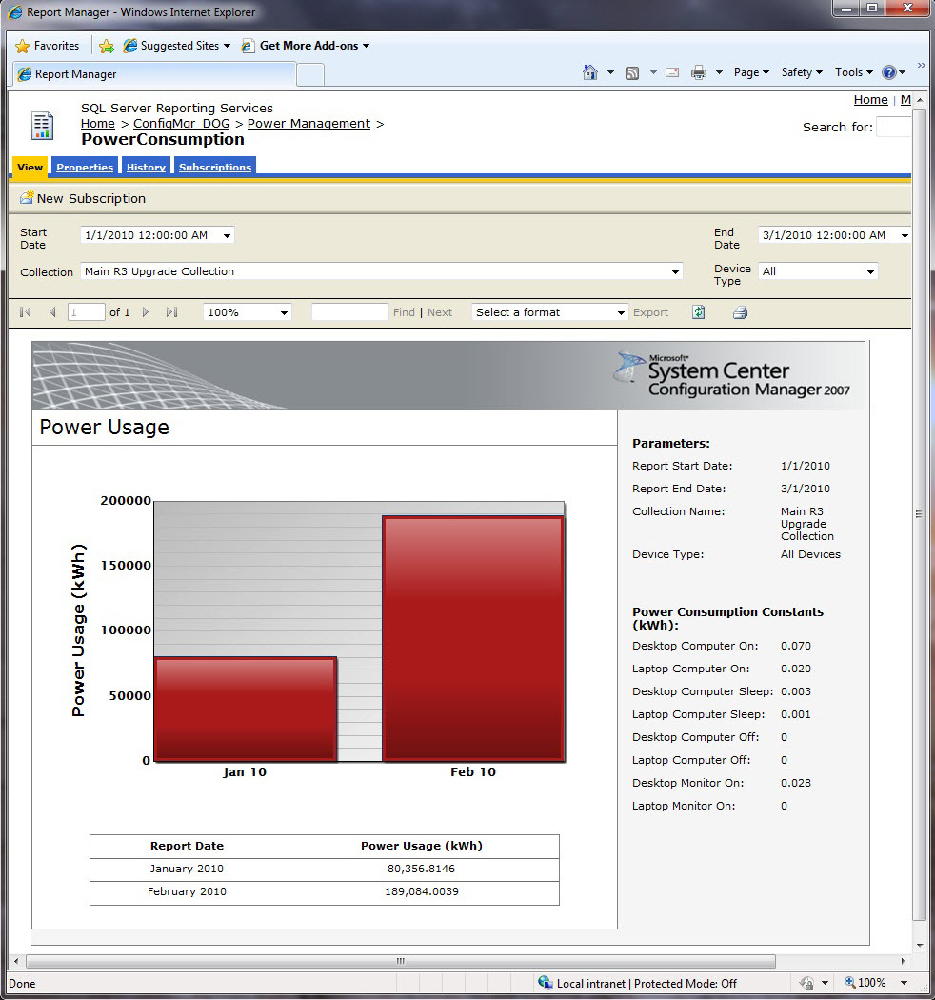 Report Manager - Windows Internet Explorer
Favorites Suggested Sites Get More Add-ons
Report Manager
Page Safety Tools
SQL Server Reporting Services
Home | M
Home > ConfigMgr_DOG > Power Management >
Search for:
PowerConsumption
View Properties History Subscriptions
New Subscription
Start Date 1/1/2010 12:00:00 AM End Date 3/1/2010 12:00:00 AM
Collection Main R3 Upgrade Collection Device Type All
1 of 1 100% Find | Next Select a format Export
Microsoft®
System Center
Configuration Manager 2007
Power Usage
200000
150000
100000
50000
0
Power Usage (kWh)
Jan 10 Feb 10
Report Date Power Usage (kWh)
January 2010 80,356.8146
February 2010 189,084.0039
Parameters:
Report Start Date: 1/1/2010
Report End Date: 3/1/2010
Collection Name: Main R3
Upgrade
Collection
Device Type: All Devices
Power Consumption Constants
(kWh):
Desktop Computer On: 0.070
Laptop Computer On: 0.020
Desktop Computer Sleep: 0.003
Laptop Computer Sleep: 0.001
Desktop Computer Off: 0
Laptop Computer Off: 0
Desktop Monitor On: 0.028
Laptop Monitor On: 0
Done Local intranet | Protected Mode: Off 100%